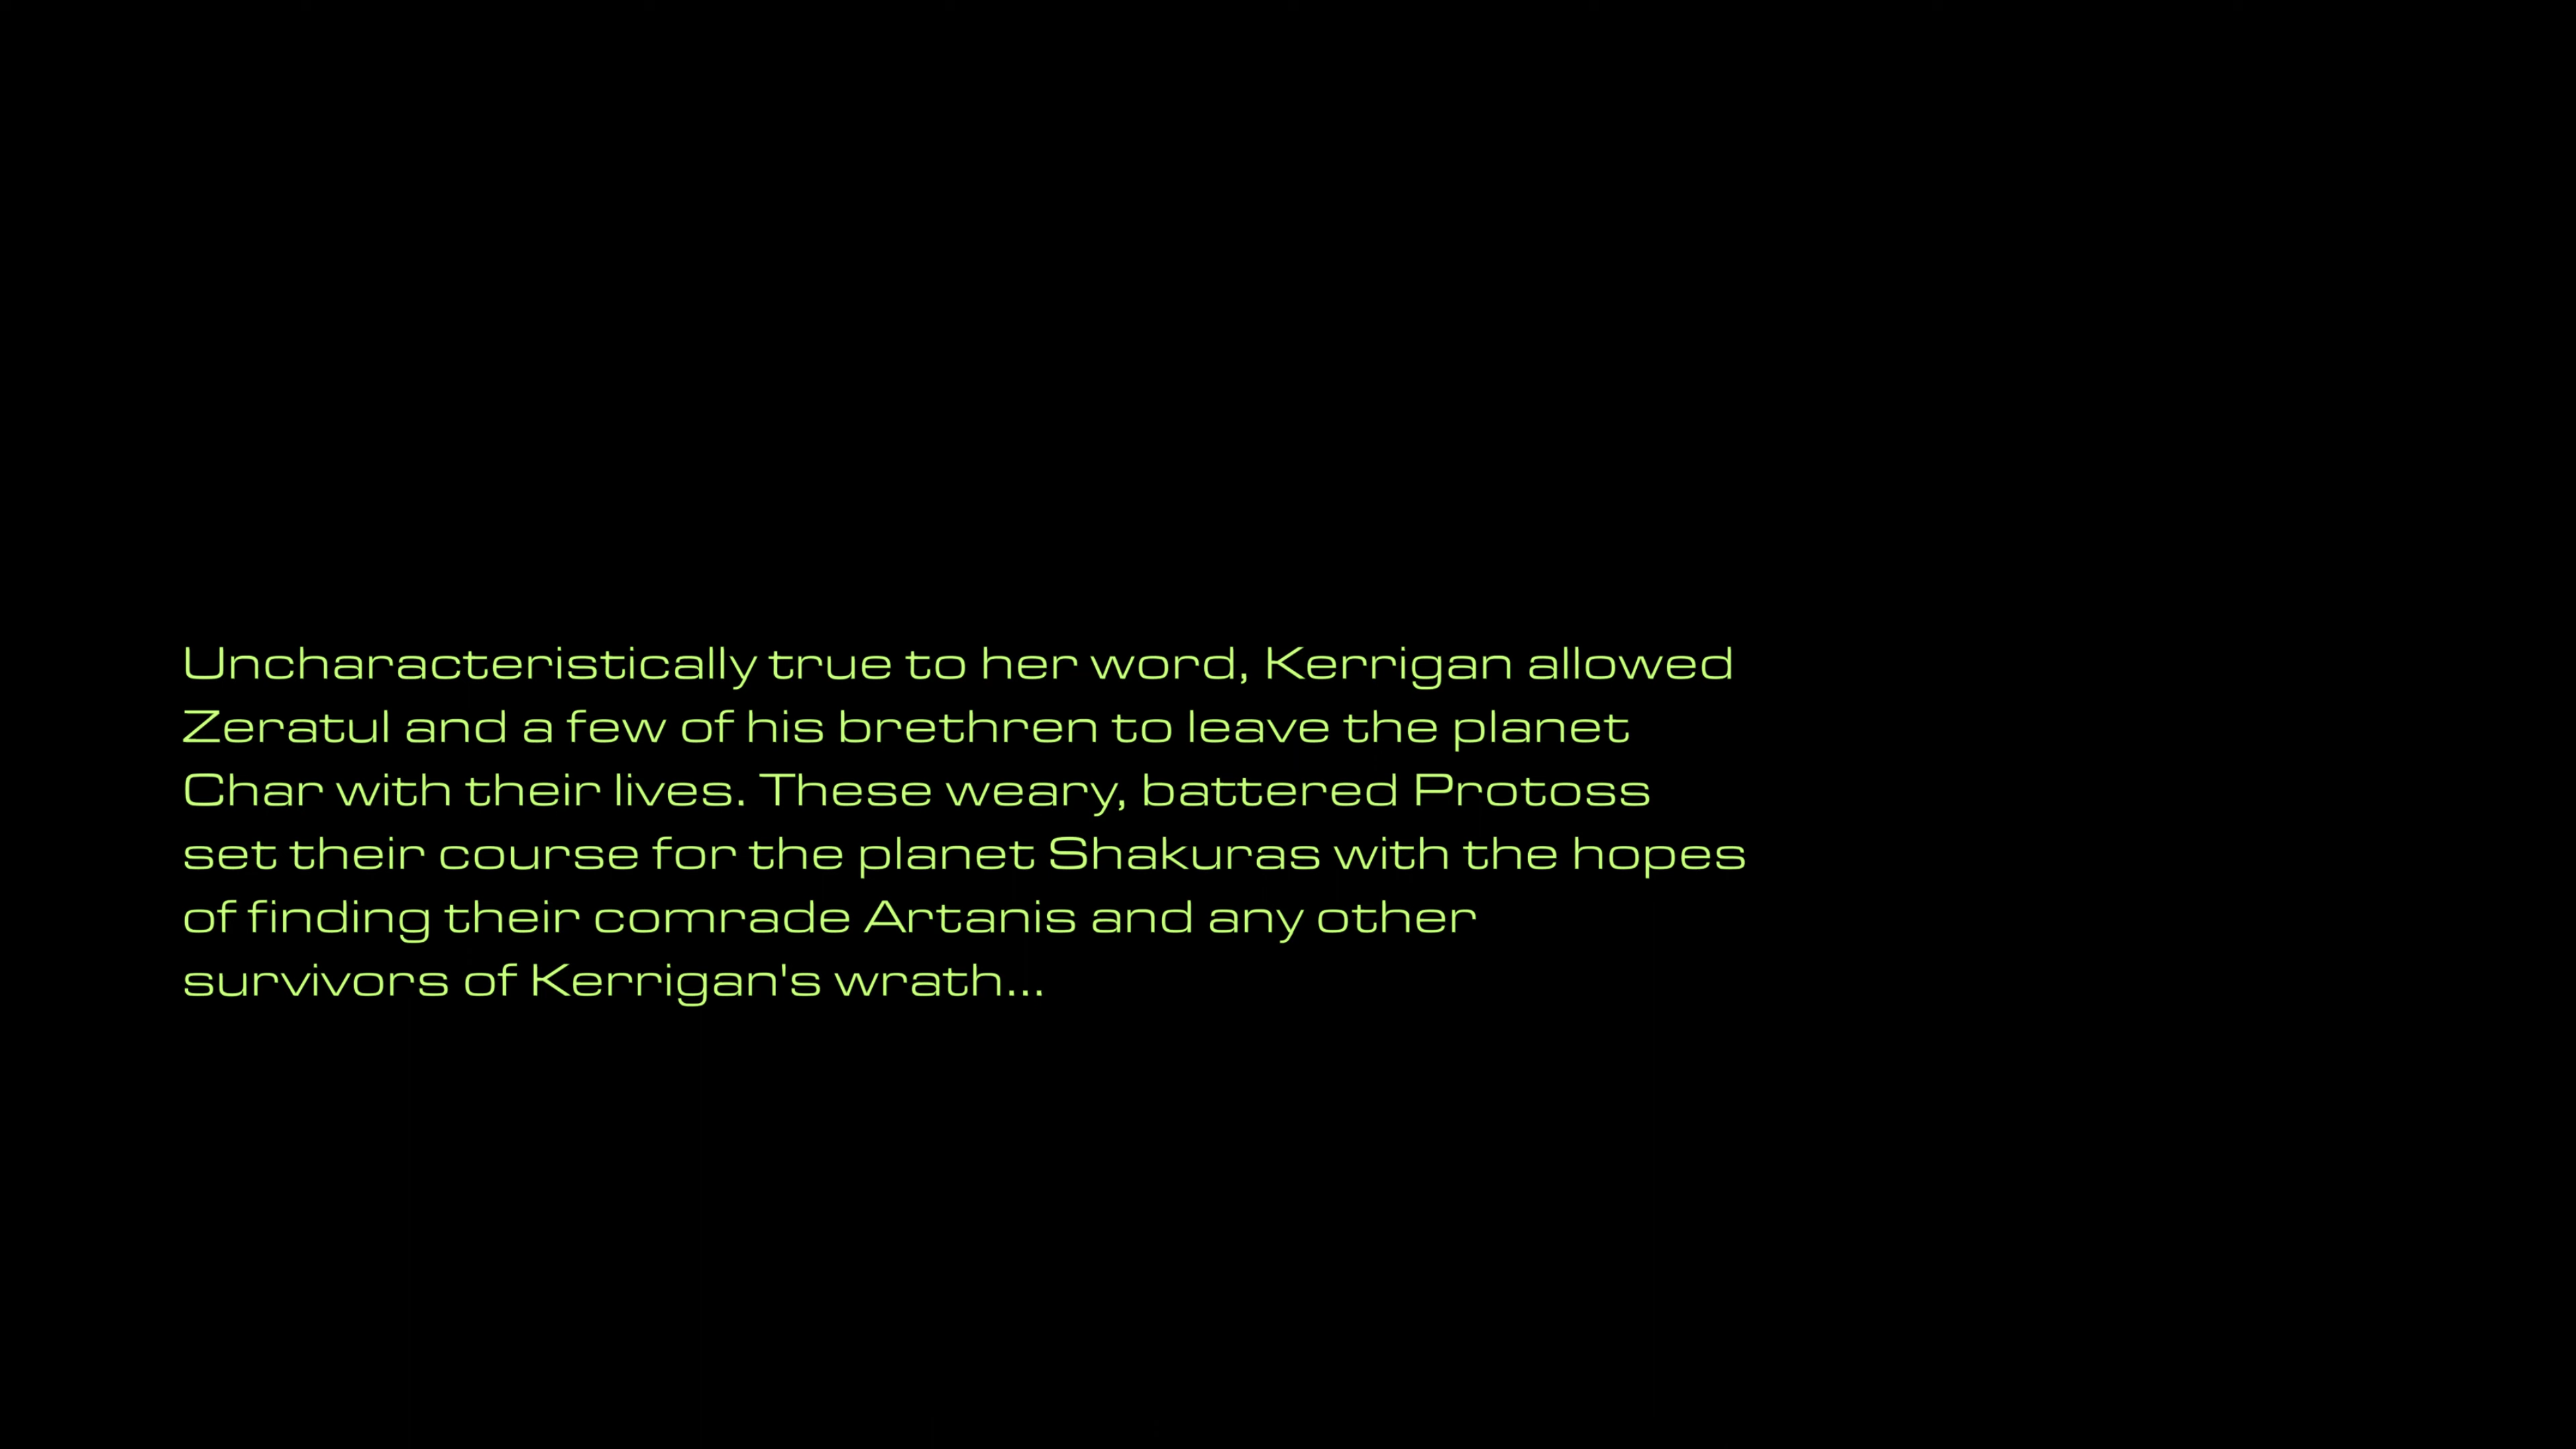 Uncharacteristically true to her word, Kerrigan allowed
Zeratul and a few of his brethren to leave the planet
Char with their lives. These weary, battered Protoss
set their course for the planet Shakuras with the hopes
of finding their comrade Artanis and any other
survivors of Kerrigan's wrath...